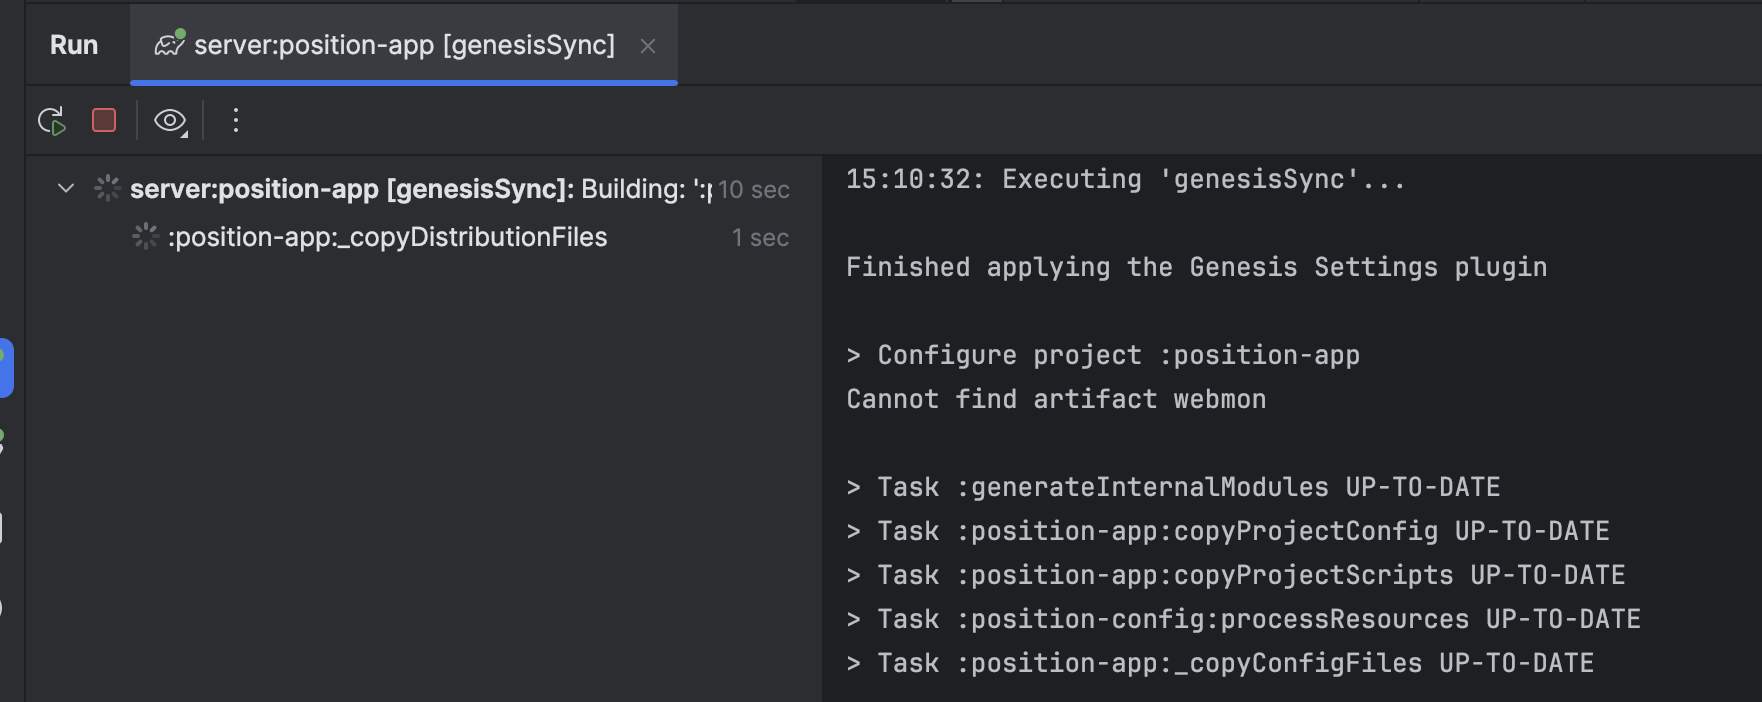 Run
server:position-app [genesisSync]
server:position-app [genesisSync]: Building: ':p 10 sec
:position-app:_copyDistributionFiles 1 sec
15:10:32: Executing 'genesisSync'...
Finished applying the Genesis Settings plugin
> Configure project :position-app
Cannot find artifact webmon
> Task :generateInternalModules UP-TO-DATE
> Task :position-app:copyProjectConfig UP-TO-DATE
> Task :position-app:copyProjectScripts UP-TO-DATE
> Task :position-config:processResources UP-TO-DATE
> Task :position-app:_copyConfigFiles UP-TO-DATE